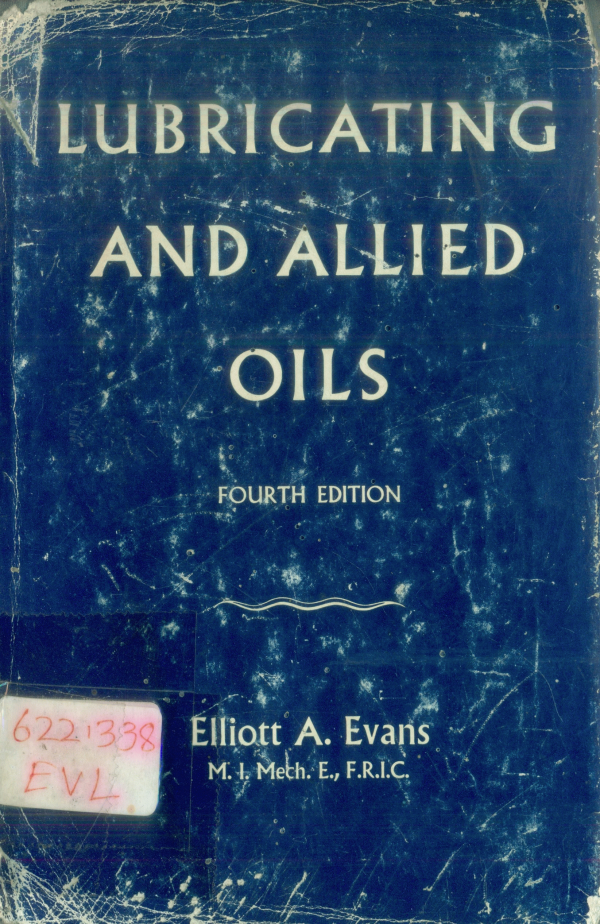 LUBRICATING
AND ALLIED
OILS
FOURTH EDITION
Elliott A. Evans
M. I. Mech. E., F.R.I.C.
622.338
EVL